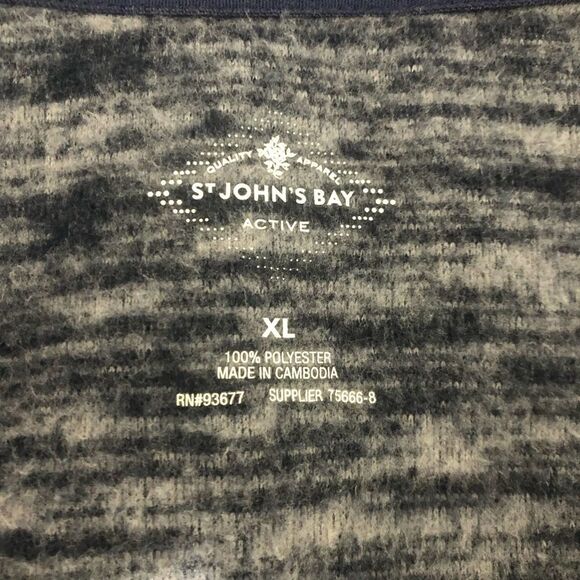 QUALITY APPAREL
ST JOHN'S BAY
ACTIVE
XL
100% POLYESTER
MADE IN CAMBODIA
RN#93677 SUPPLIER 75666-8